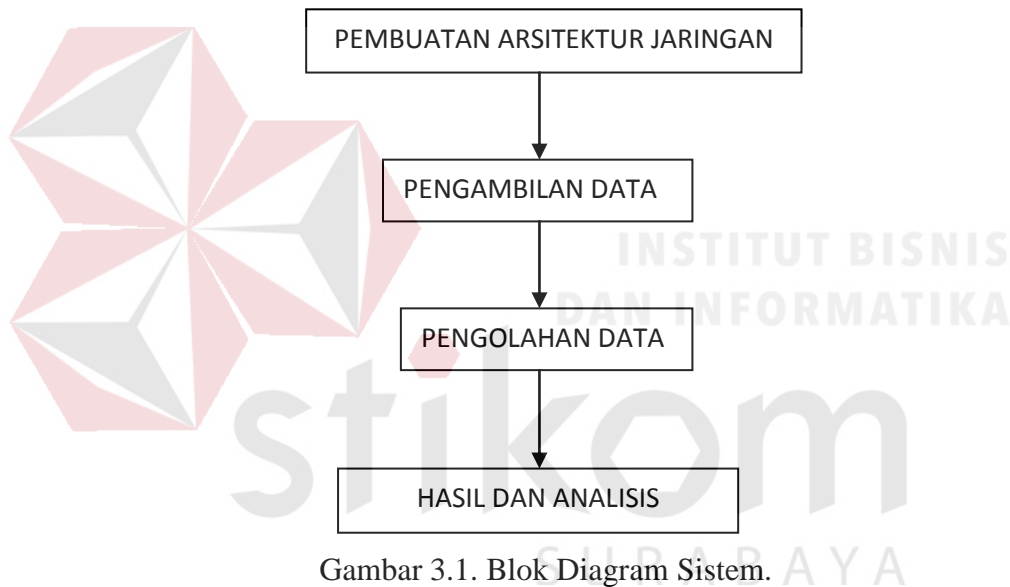 PEMBUATAN ARSITEKTUR JARINGAN
PENGAMBILAN DATA
INSTITUT BISNIS
DAN INFORMATIKA
PENGOLAHAN DATA
stikom
HASIL DAN ANALISIS
SURABAYA
Gambar 3.1. Blok Diagram Sistem.